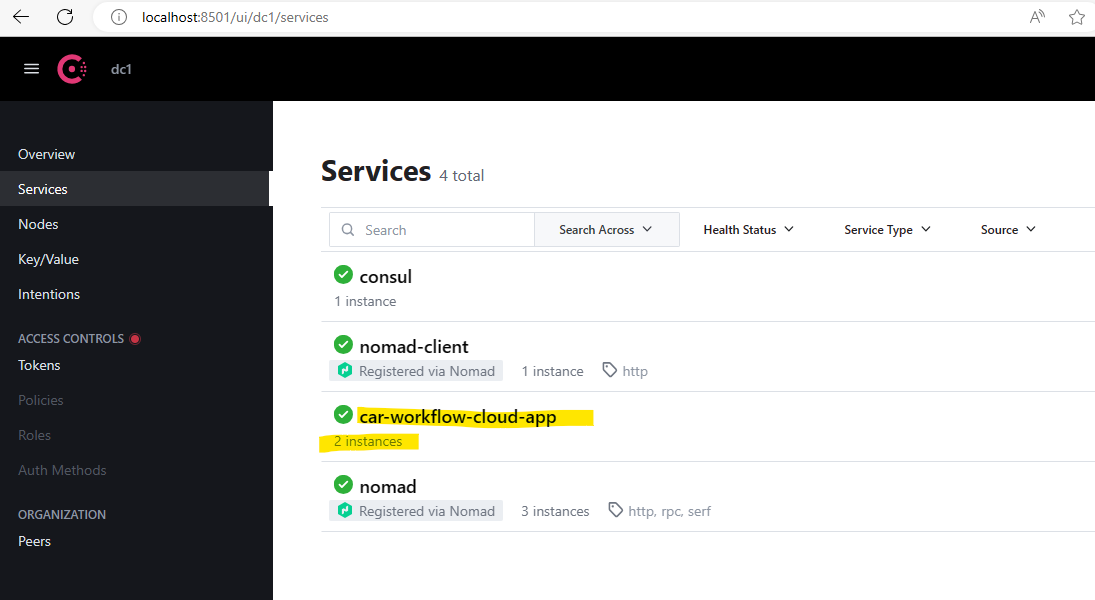 localhost:8501/ui/dc1/services
dc1
Overview
Services
Nodes
Key/Value
Intentions
ACCESS CONTROLS
Tokens
Policies
Roles
Auth Methods
ORGANIZATION
Peers
Services 4 total
Search Search Across Health Status Service Type Source
consul
1 instance
nomad-client
Registered via Nomad 1 instance http
car-workflow-cloud-app
2 instances
nomad
Registered via Nomad 3 instances http, rpc, serf